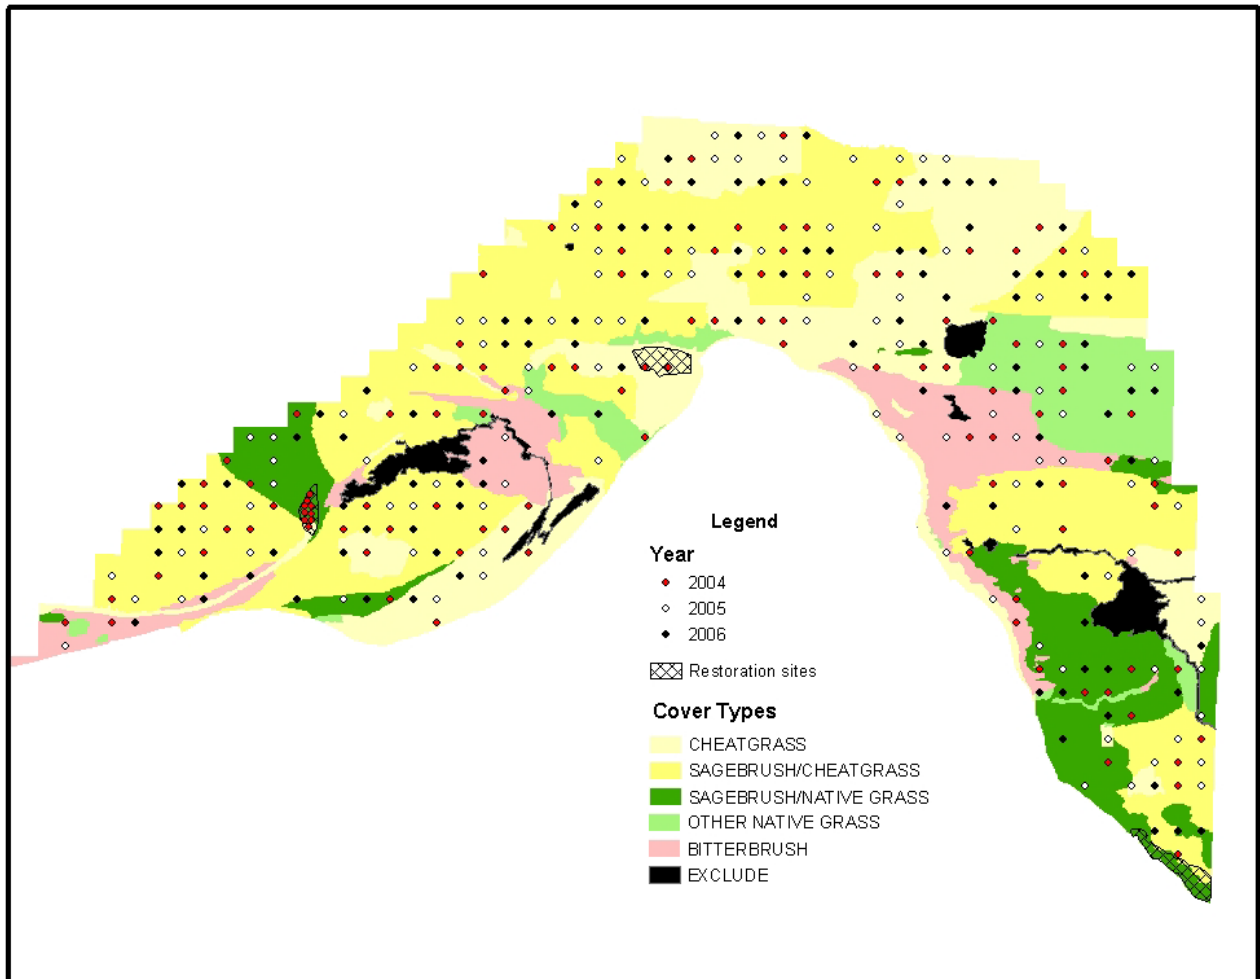 Legend
Year
2004
2005
2006
Restoration sites
Cover Types
CHEATGRASS
SAGEBRUSH/CHEATGRASS
SAGEBRUSH/NATIVE GRASS
OTHER NATIVE GRASS
BITTERBRUSH
EXCLUDE